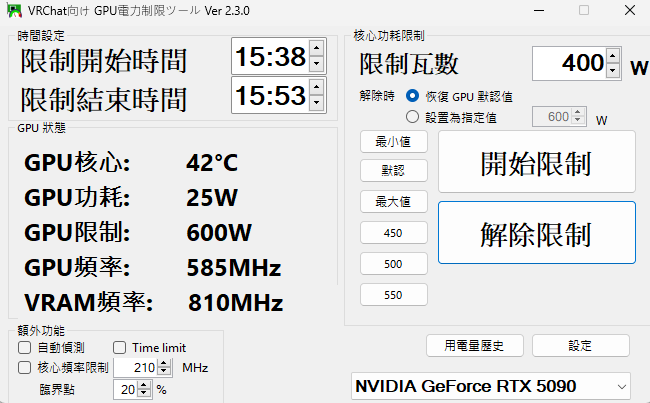 VRChat向け GPU電力制限ツール Ver 2.3.0
時間設定
限制開始時間 15:38
限制結束時間 15:53
GPU 狀態
GPU核心: 42°C
GPU功耗: 25W
GPU限制: 600W
GPU頻率: 585MHz
VRAM頻率: 810MHz
額外功能
自動偵測 Time limit
核心頻率限制 210 MHz
臨界點 20 %
核心功耗限制
限制瓦數 400 W
解除時 恢復 GPU 默認值
設置為指定值 600 W
最小值
默認
最大值
450
500
550
開始限制
解除限制
用電量歷史 設定
NVIDIA GeForce RTX 5090